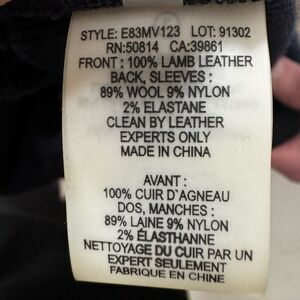 STYLE: E83MV123 LOT: 91302
RN:50814 CA:39861
FRONT : 100% LAMB LEATHER
BACK, SLEEVES :
89% WOOL 9% NYLON
2% ELASTANE
CLEAN BY LEATHER
EXPERTS ONLY
MADE IN CHINA
AVANT :
100% CUIR D`AGNEAU
DOS, MANCHES :
89% LAINE 9% NYLON
2% ÉLASTHANNE
NETTOYAGE DU CUIR PAR UN
EXPERT SEULEMENT
FABRIQUE EN CHINE